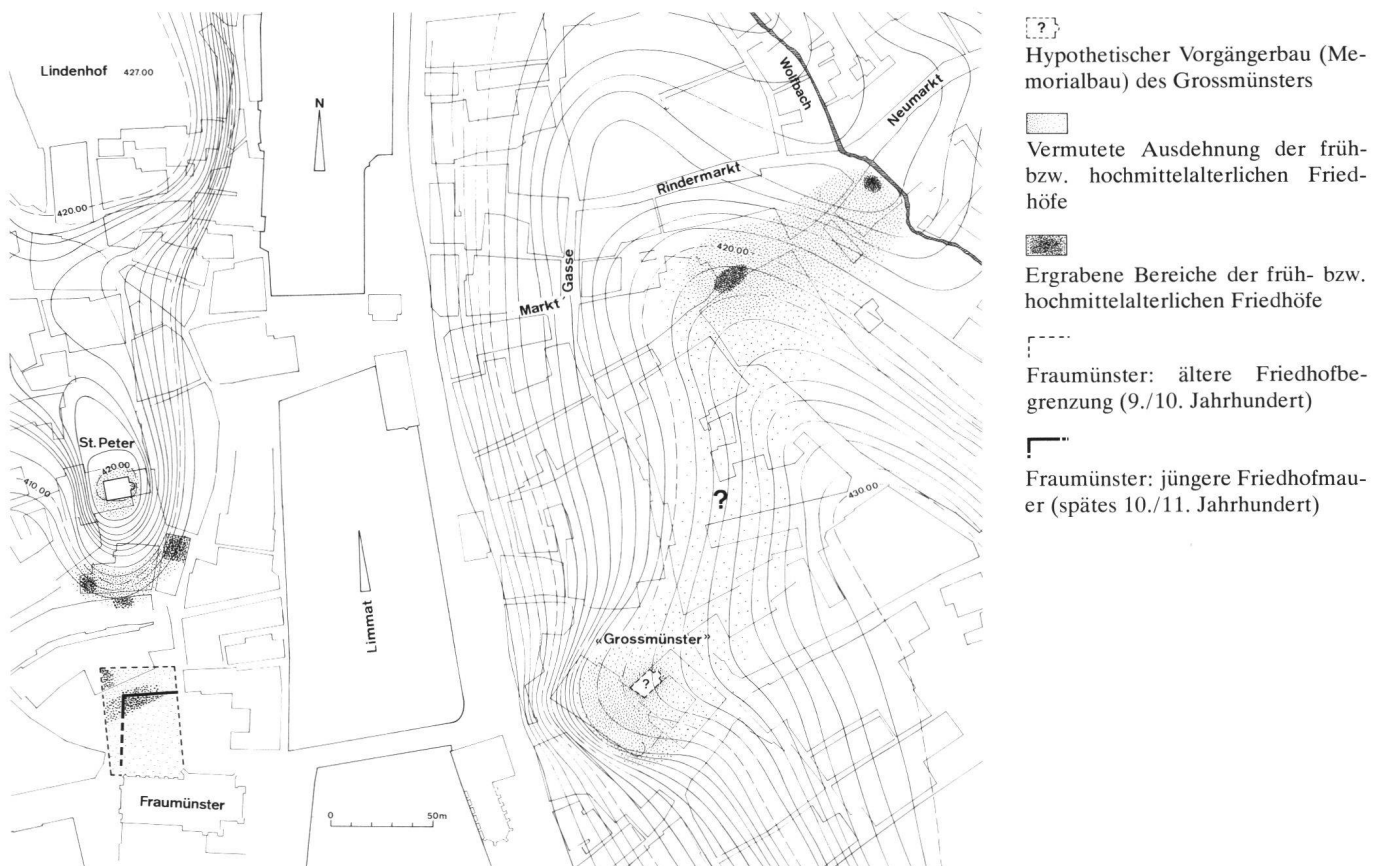 Lindenhof 427.00
N
Wolfbach
Neumarkt
Rindermarkt
420.00
420.00
Markt - Gasse
St. Peter
420.00
410.00
?
430.00
Limmat
«Grossmünster»
?
Fraumünster
0 50m
?
Hypothetischer Vorgängerbau (Me-
morialbau) des Grossmünsters
Vermutete Ausdehnung der früh-
bzw. hochmittelalterlichen Fried-
höfe
Ergrabene Bereiche der früh- bzw.
hochmittelalterlichen Friedhöfe
Fraumünster: ältere Friedhofbe-
grenzung (9./10. Jahrhundert)
Fraumünster: jüngere Friedhofmau-
er (spätes 10./11. Jahrhundert)